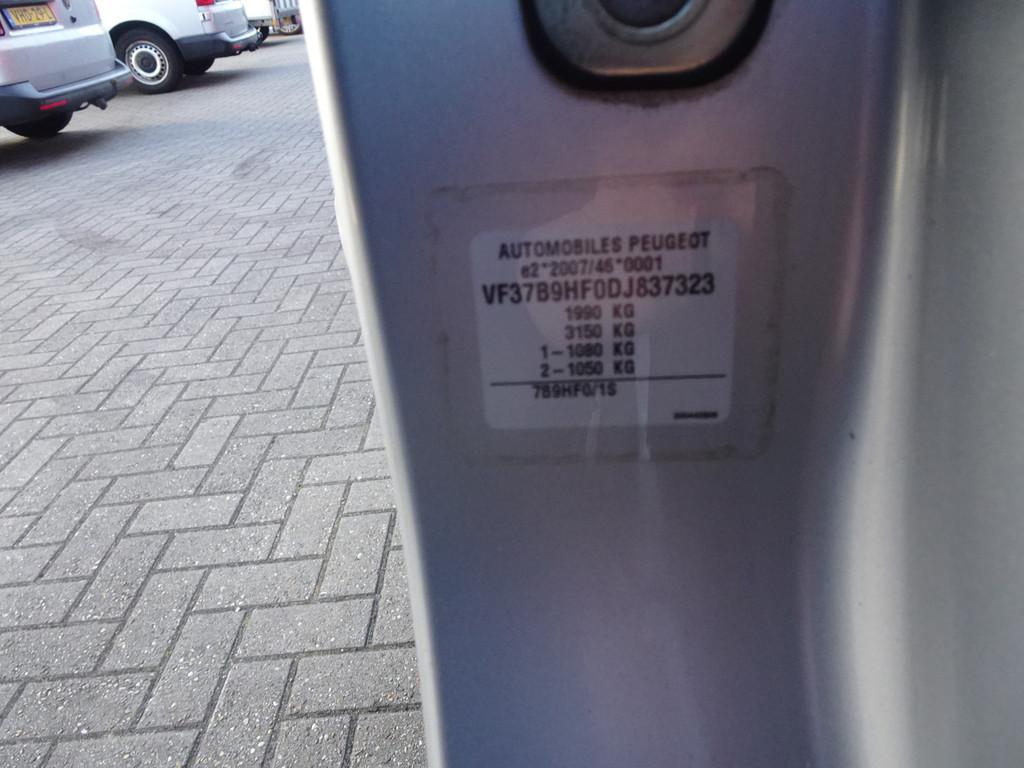 AUTOMOBILES PEUGEOT
e2*2007/46*0001
VF37B9HF0DJ837323
1990 KG
3150 KG
1-1080 KG
2-1050 KG
7B9HF0/1S